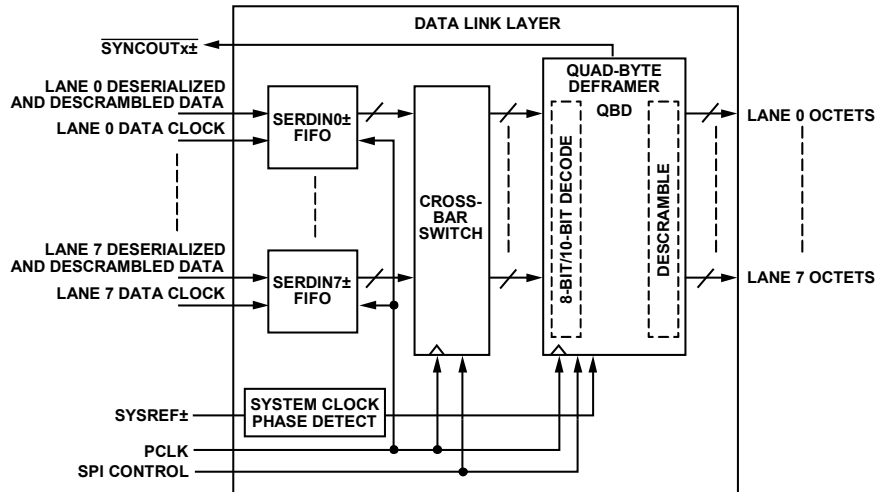 DATA LINK LAYER
SYNCOUTx±
LANE 0 DESERIALIZED
AND DESCRAMBLED DATA
LANE 0 DATA CLOCK
SERDIN0±
FIFO
CROSS-
BAR
SWITCH
QUAD-BYTE
DEFRAMER
QBD
8-BIT/10-BIT DECODE
DESCRAMBLE
LANE 0 OCTETS
LANE 7 DESERIALIZED
AND DESCRAMBLED DATA
LANE 7 DATA CLOCK
SERDIN7±
FIFO
LANE 7 OCTETS
SYSREF±
SYSTEM CLOCK
PHASE DETECT
PCLK
SPI CONTROL